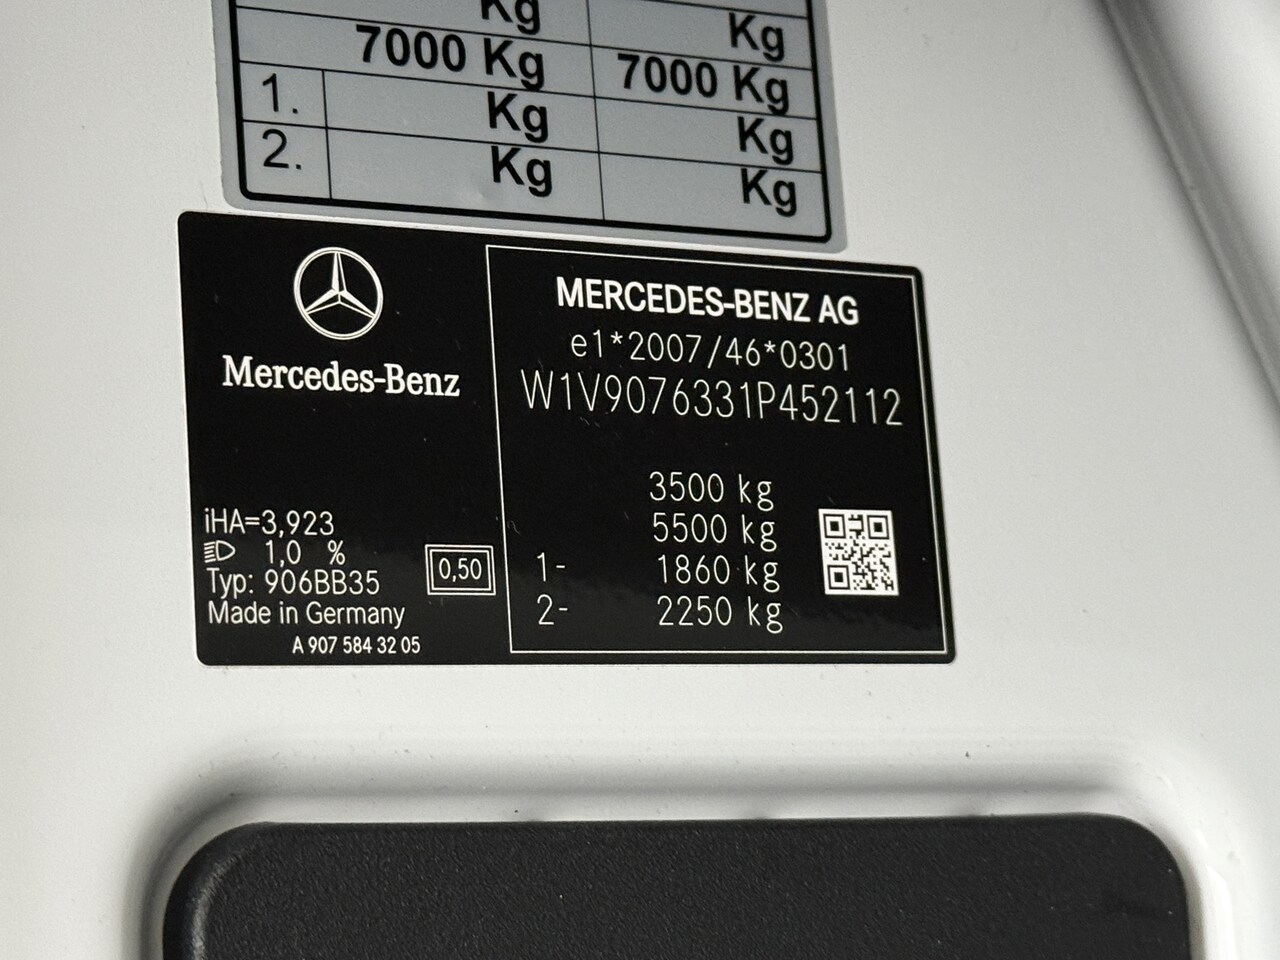 Kg Kg
7000 Kg 7000 Kg
1. Kg Kg
2. Kg Kg
Mercedes-Benz
MERCEDES-BENZ AG
e1*2007/46*0301
W1V9076331P452112
3500 kg
5500 kg
1- 1860 kg
2- 2250 kg
iHA=3,923
1,0 %
Typ: 906BB35
Made in Germany
A 907 584 32 05
0,50